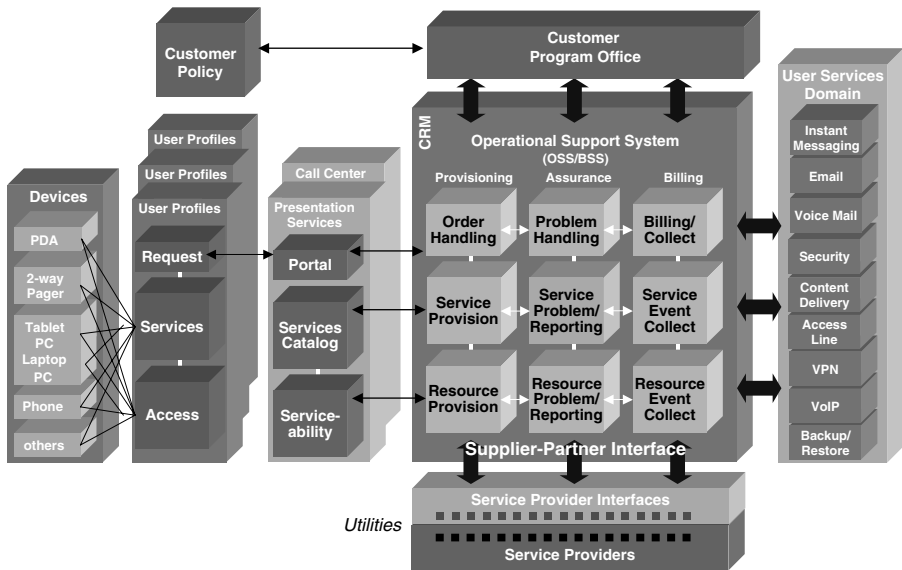 Customer
Policy
Customer
Program Office
User Services
Domain
Instant
Messaging
Email
Voice Mail
Security
Content
Delivery
Access
Line
VPN
VoIP
Backup/
Restore
CRM
Operational Support System
(OSS/BSS)
Provisioning
Assurance
Billing
Order
Handling
Problem
Handling
Billing/
Collect
Service
Provision
Service
Problem/
Reporting
Service
Event
Collect
Resource
Provision
Resource
Problem/
Reporting
Resource
Event
Collect
Supplier-Partner Interface
User Profiles
User Profiles
User Profiles
Request
Services
Access
Call Center
Presentation
Services
Portal
Services
Catalog
Service-
ability
Devices
PDA
2-way
Pager
Tablet
PC
Laptop
PC
Phone
others
Utilities
Service Provider Interfaces
Service Providers